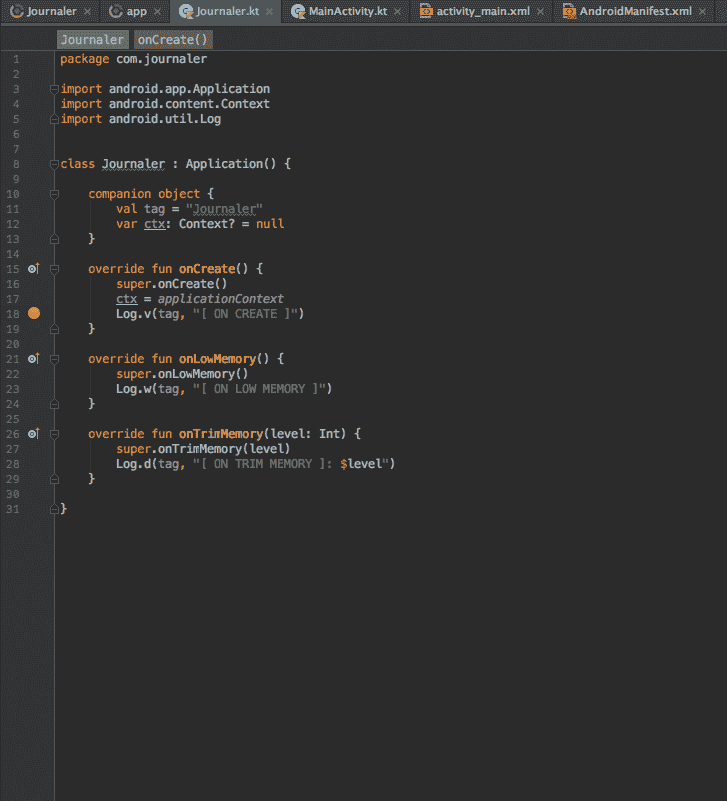 Journaler × app × Journaler.kt × MainActivity.kt × activity_main.xml × AndroidManifest.xml ×
Journaler onCreate()
1 package com.journaler
2
3 import android.app.Application
4 import android.content.Context
5 import android.util.Log
6
7
8 class Journaler : Application() {
9
10 companion object {
11 val tag = "Journaler"
12 var ctx: Context? = null
13 }
14
15 override fun onCreate() {
16 super.onCreate()
17 ctx = applicationContext
18 Log.v(tag, "[ ON CREATE ]")
19 }
20
21 override fun onLowMemory() {
22 super.onLowMemory()
23 Log.w(tag, "[ ON LOW MEMORY ]")
24 }
25
26 override fun onTrimMemory(level: Int) {
27 super.onTrimMemory(level)
28 Log.d(tag, "[ ON TRIM MEMORY ]: $level")
29 }
30
31 }